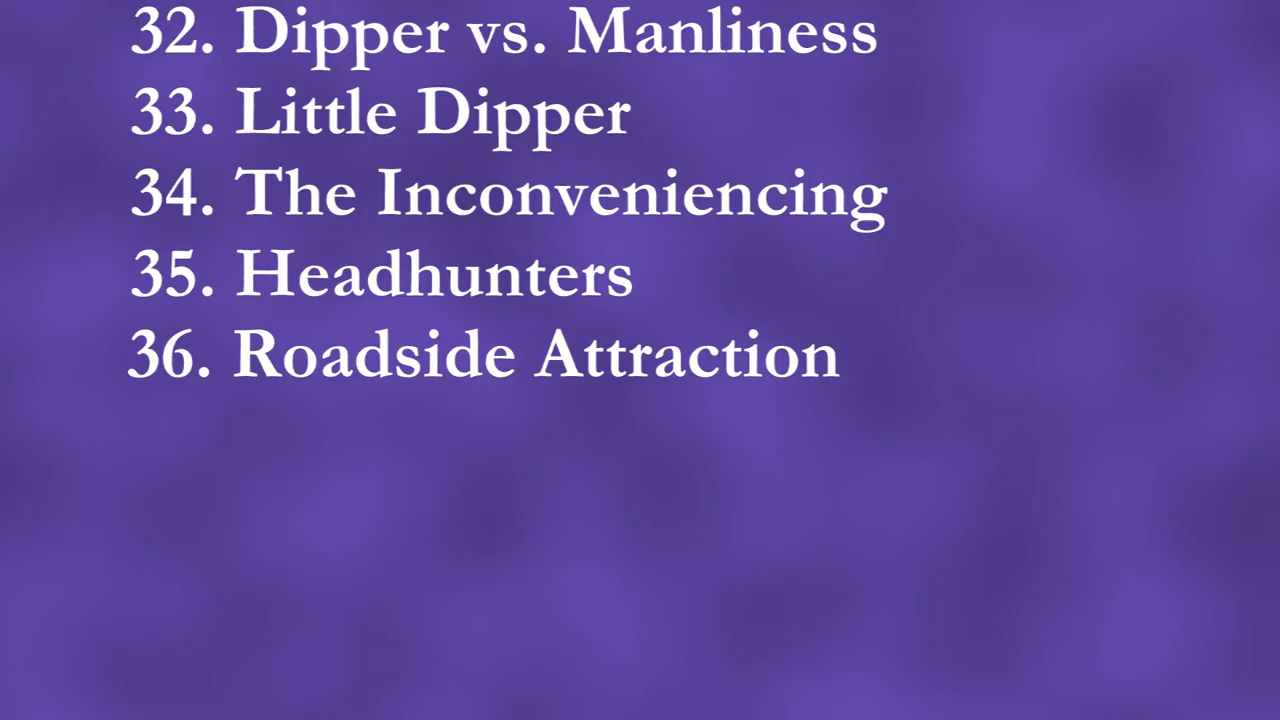 32. Dipper vs. Manliness
33. Little Dipper
34. The Inconveniencing
35. Headhunters
36. Roadside Attraction